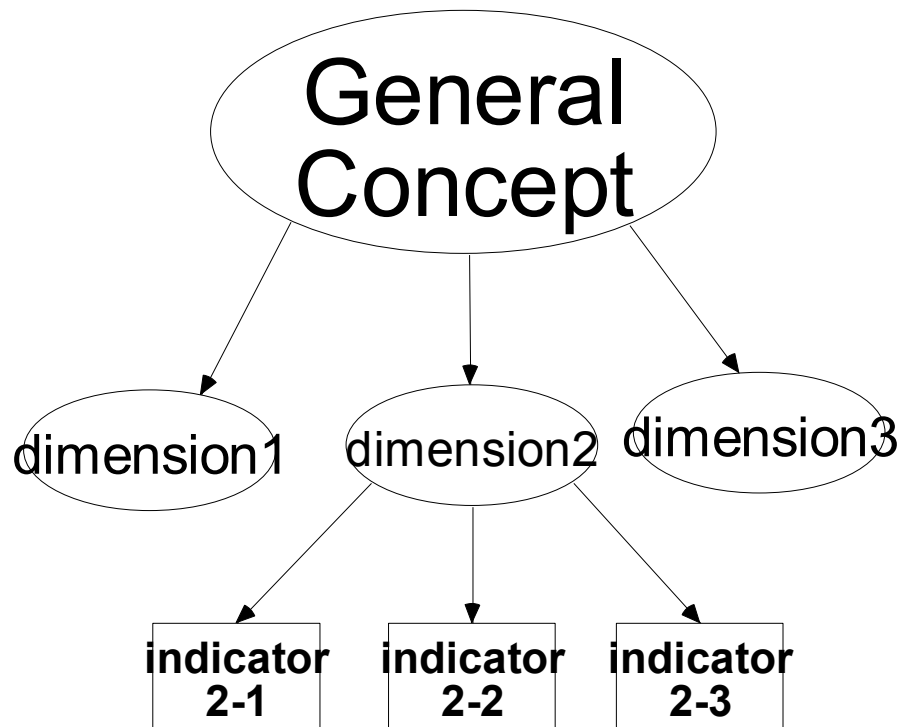 General
Concept
dimension1
dimension2
dimension3
indicator
2-1
indicator
2-2
indicator
2-3